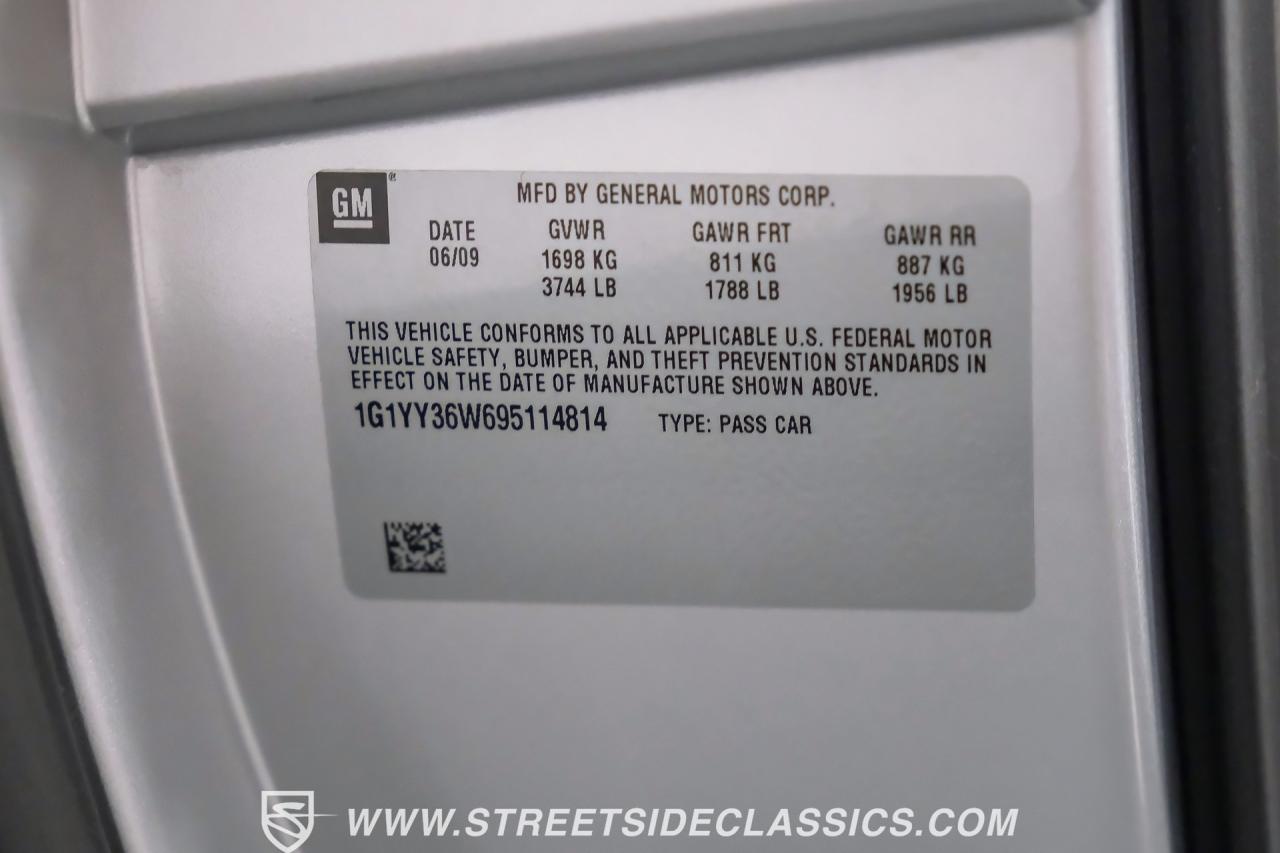 GM®
MFD BY GENERAL MOTORS CORP.
DATE GVWR GAWR FRT GAWR RR
06/09 1698 KG 811 KG 887 KG
3744 LB 1788 LB 1956 LB
THIS VEHICLE CONFORMS TO ALL APPLICABLE U.S. FEDERAL MOTOR
VEHICLE SAFETY, BUMPER, AND THEFT PREVENTION STANDARDS IN
EFFECT ON THE DATE OF MANUFACTURE SHOWN ABOVE.
1G1YY36W695114814 TYPE: PASS CAR
WWW.STREETSIDECLASSICS.COM